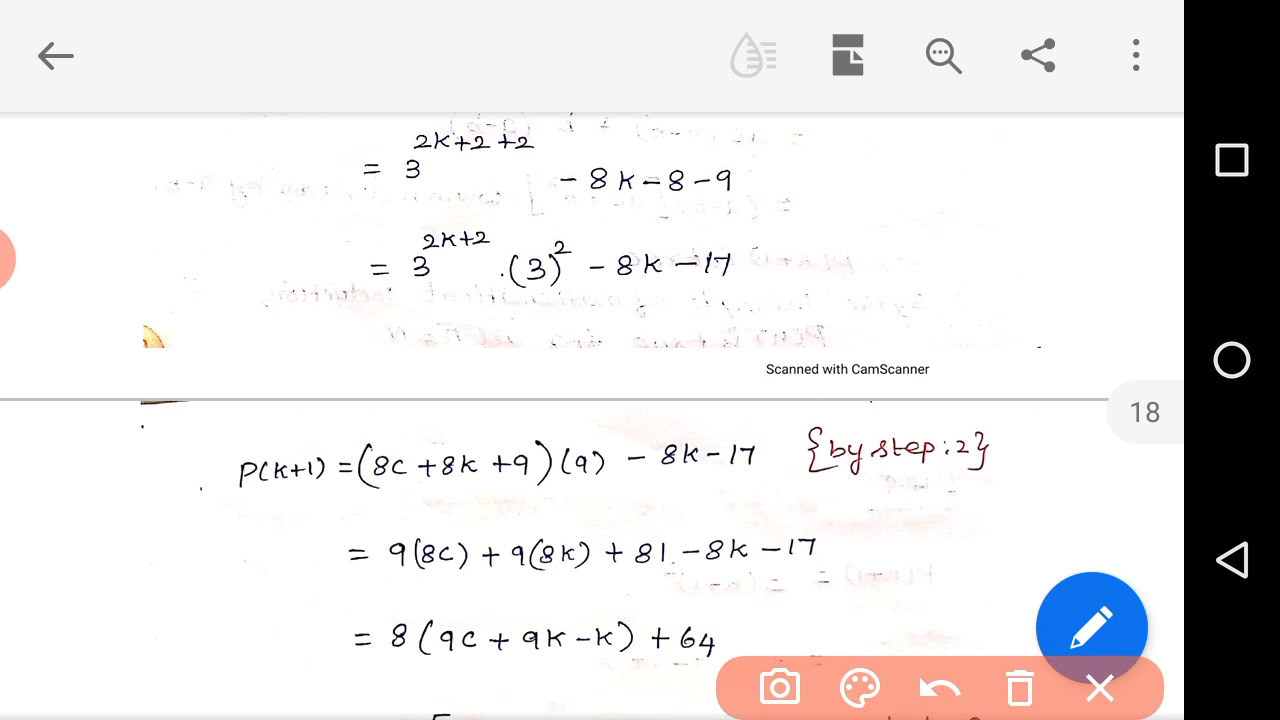 = 3^{2k+2+2} - 8k - 8 - 9
= 3^{2k+2} .(3)^2 - 8k - 17
Scanned with CamScanner
18
P(k+1) = (8c + 8k + 9)(9) - 8k - 17 {by step:2}
= 9(8c) + 9(8k) + 81 - 8k - 17
= 8(9c + 9k - k) + 64